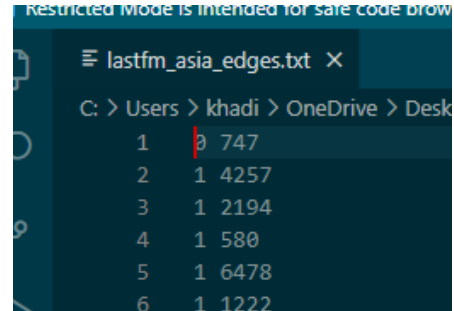 Restricted Mode is intended for safe code brow
lastfm_asia_edges.txt
C: > Users > khadi > OneDrive > Desk
1 0 747
2 1 4257
3 1 2194
4 1 580
5 1 6478
6 1 1222